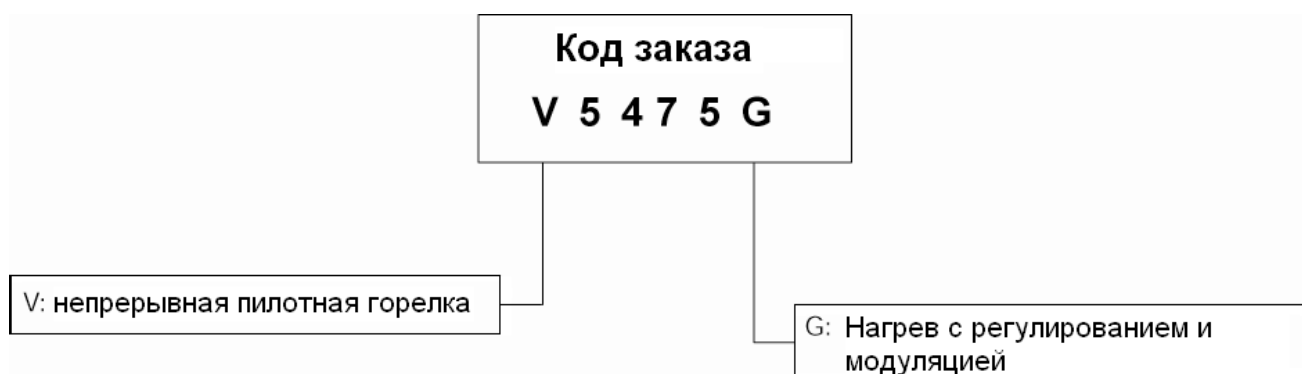 Код заказа
V 5 4 7 5 G
V: непрерывная пилотная горелка
G: Нагрев с регулированием и
модуляцией